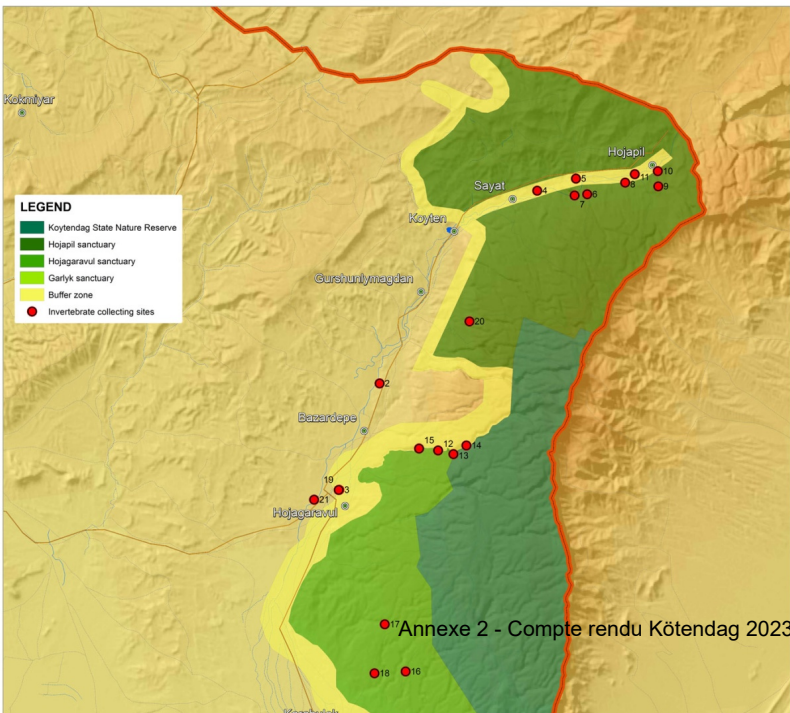 Kokmiyar
Hojapil
10
11
5
8
9
4
6
7
Sayat
LEGEND
Koytendag State Nature Reserve
Hojapil sanctuary
Hojagaravul sanctuary
Garlyk sanctuary
Buffer zone
Invertebrate collecting sites
Koyten
Gurshunlymagdan
20
2
Bazardepe
15
12
14
13
19
3
21
Hojagaravul
17
Annexe 2 - Compte rendu Kötendag 2023
18
16